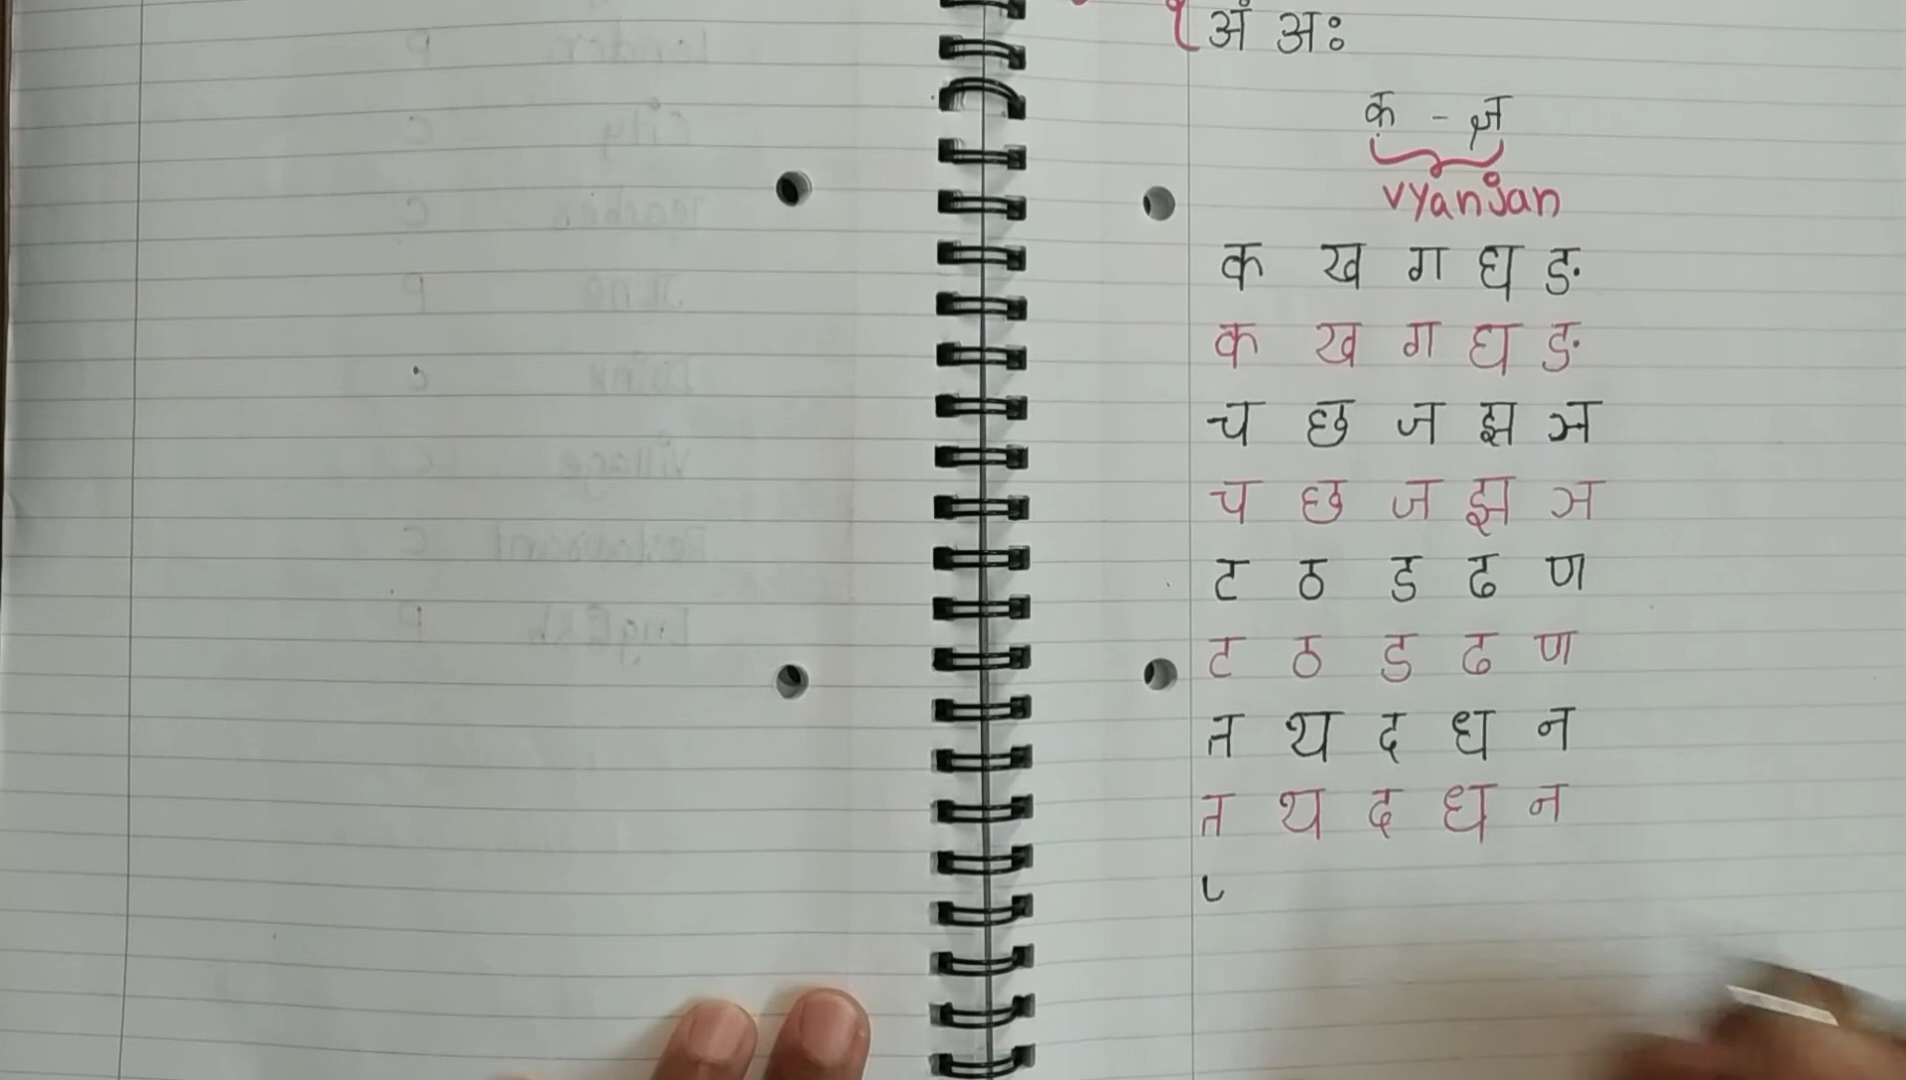 अं अः
क - ज्ञ
vyanjan
क ख ग घ ङ
क ख ग घ ङ
च छ ज झ ञ
च छ ज झ ञ
ट ठ ड ढ ण
ट ठ ड ढ ण
त थ द ध न
त थ द ध न